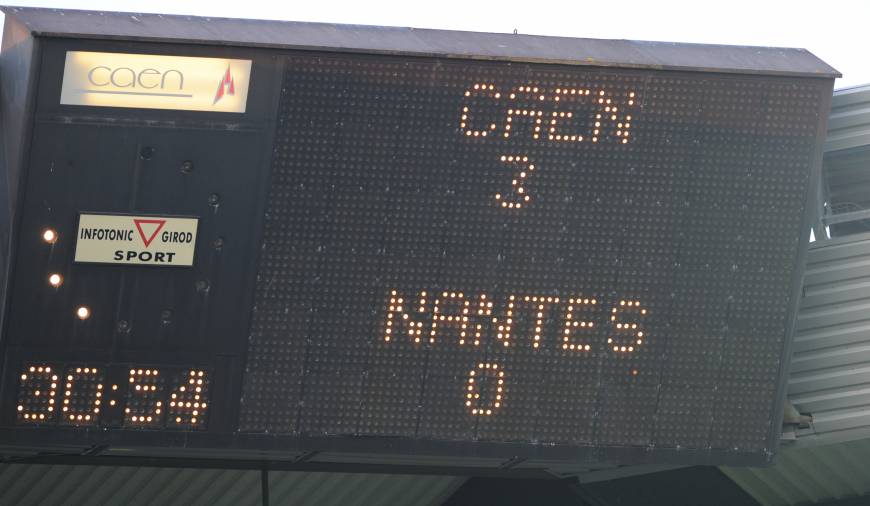 caen
CAEN
3
INFOTONIC GIROD
SPORT
NANTES
0
30:54